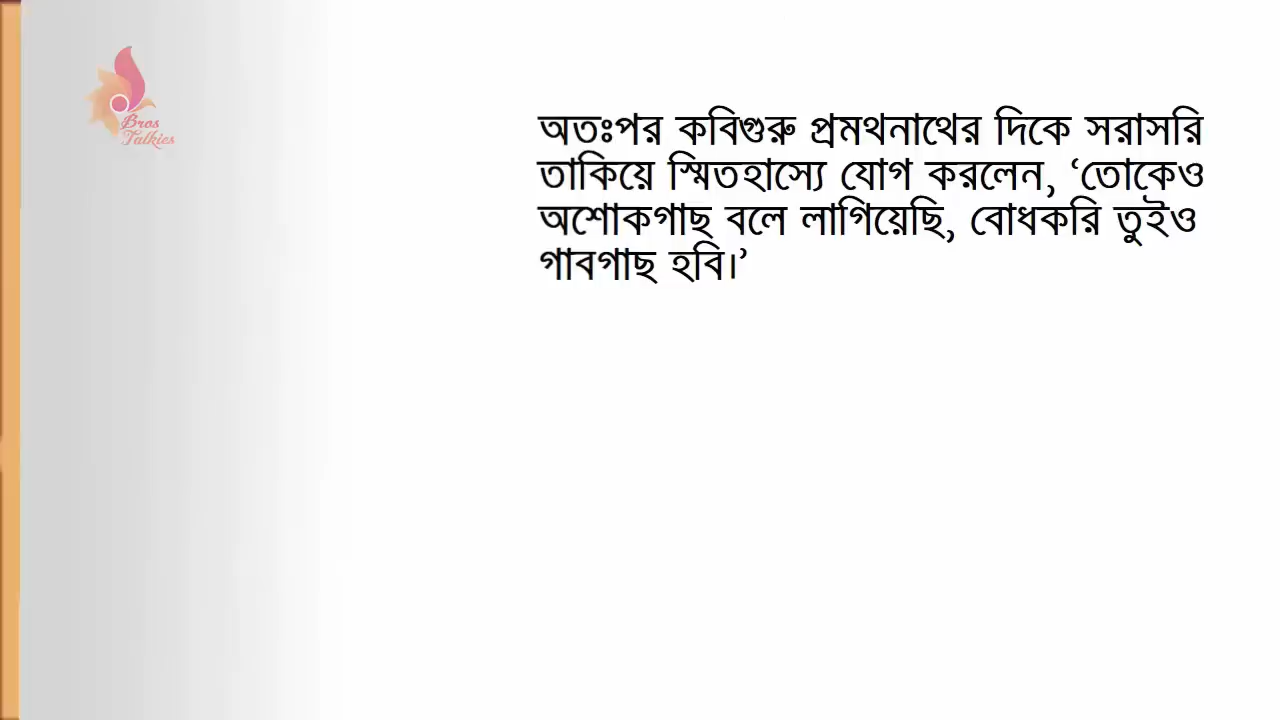 Bros
Talkies
অতঃপর কবিগুরু প্রমথনাথের দিকে সরাসরি
তাকিয়ে স্মিতহাস্যে যোগ করলেন, ‘তোকেও
অশোকগাছ বলে লাগিয়েছি, বোধকরি তুইও
গাবগাছ হবি।’